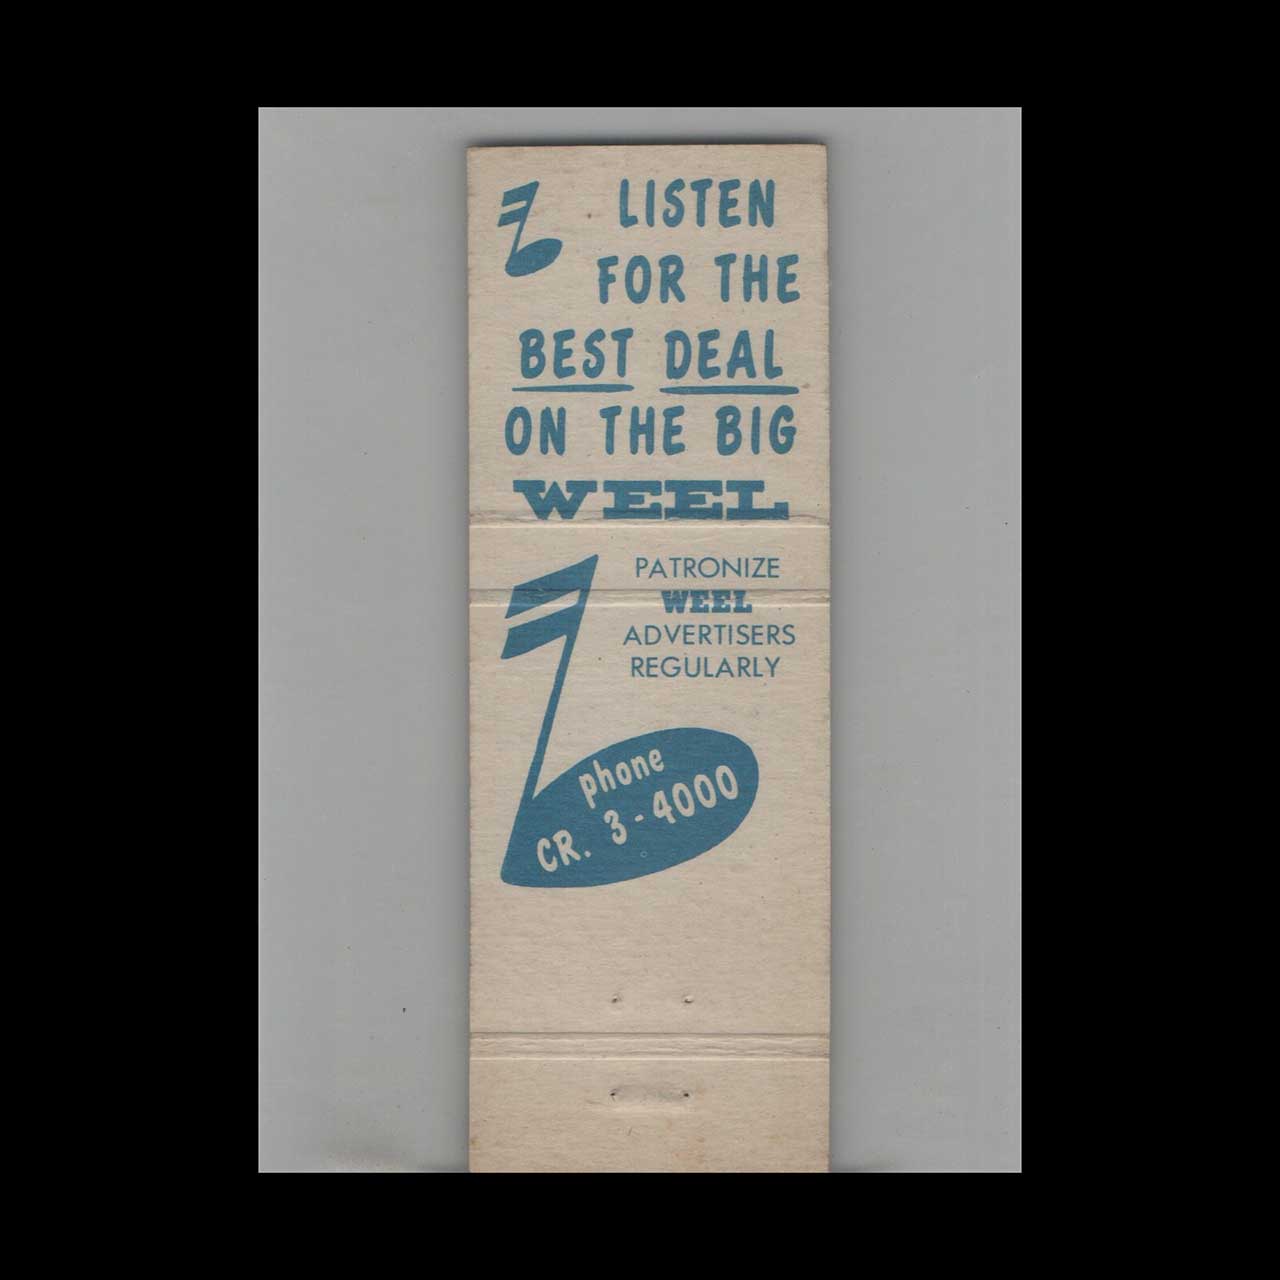 LISTEN
FOR THE
BEST DEAL
ON THE BIG
WEEL
PATRONIZE
WEEL
ADVERTISERS
REGULARLY
phone
CR. 3-4000